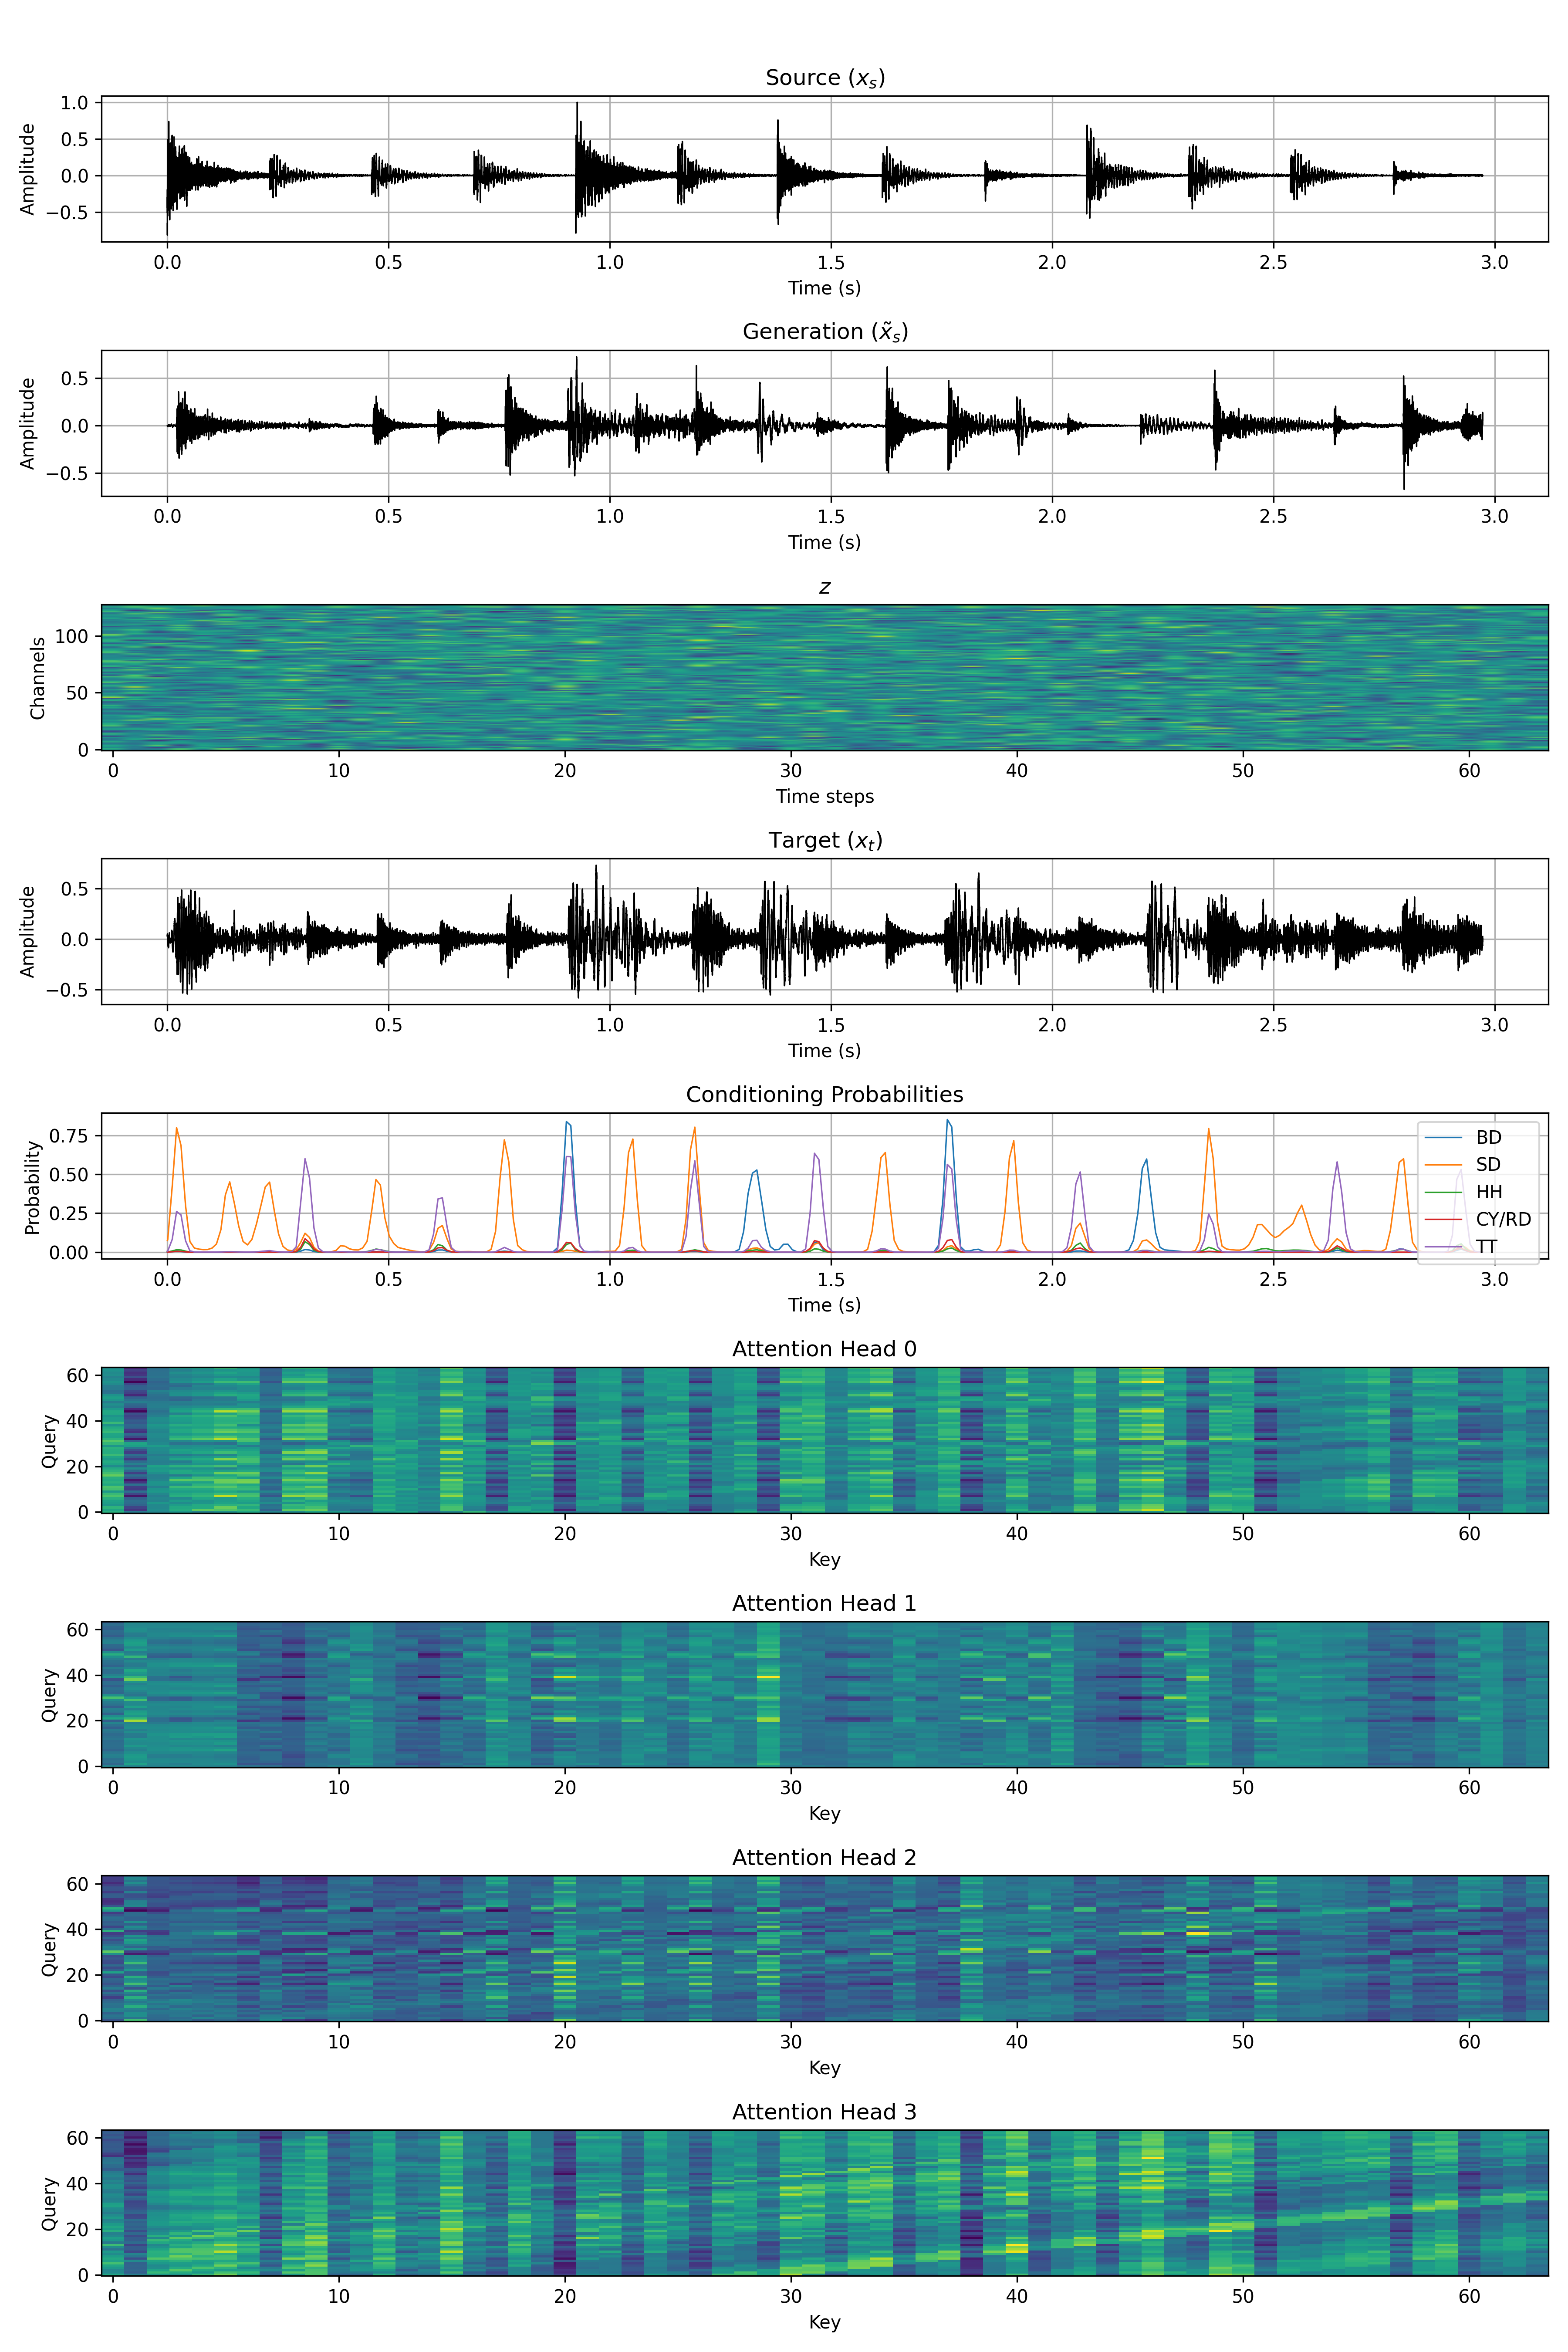 Source (xₛ)
Amplitude
1.0
0.5
0.0
−0.5
0.0 0.5 1.0 1.5 2.0 2.5 3.0
Time (s)
Generation (x̃ₛ)
Amplitude
0.5
0.0
−0.5
0.0 0.5 1.0 1.5 2.0 2.5 3.0
Time (s)
z
Channels
100
50
0
0 10 20 30 40 50 60
Time steps
Target (xₜ)
Amplitude
0.5
0.0
−0.5
0.0 0.5 1.0 1.5 2.0 2.5 3.0
Time (s)
Conditioning Probabilities
Probability
0.75
0.50
0.25
0.00
BD
SD
HH
CY/RD
TT
0.0 0.5 1.0 1.5 2.0 2.5 3.0
Time (s)
Attention Head 0
Query
60
40
20
0
0 10 20 30 40 50 60
Key
Attention Head 1
Query
60
40
20
0
0 10 20 30 40 50 60
Key
Attention Head 2
Query
60
40
20
0
0 10 20 30 40 50 60
Key
Attention Head 3
Query
60
40
20
0
0 10 20 30 40 50 60
Key